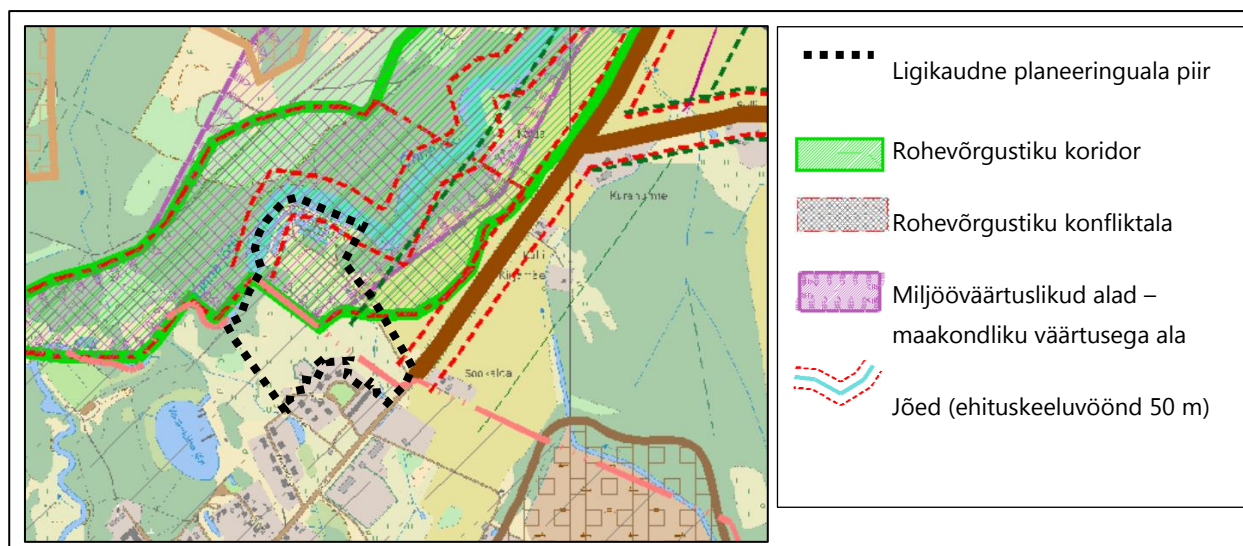 Ligikaudne planeeringuala piir
Rohevõrgustiku koridor
Rohevõrgustiku konfliktala
Miljööväärtuslikud alad –
maakondliku väärtusega ala
Jõed (ehituskeeluvöönd 50 m)